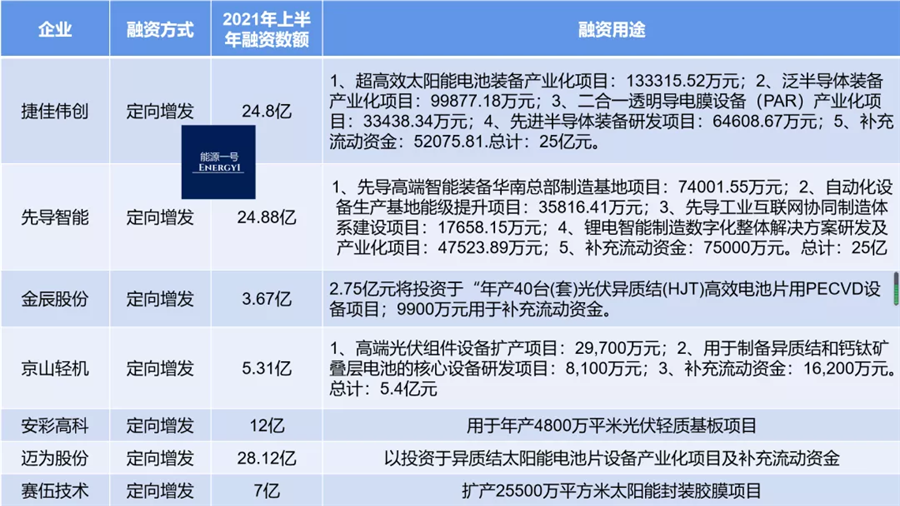 企业
融资方式
2021年上半
年融资数额
融资用途
捷佳伟创
定向增发
24.8亿
1、超高效太阳能电池装备产业化项目：133315.52万元；2、泛半导体装备
产业化项目：99877.18万元；3、二合一透明导电膜设备（PAR）产业化项
目：33438.34万元；4、先进半导体装备研发项目：64608.67万元；5、补充
流动资金：52075.81.总计：25亿元。
能源一号
ENERGY1
先导智能
定向增发
24.88亿
1、先导高端智能装备华南总部制造基地项目：74001.55万元；2、自动化设
备生产基地能级提升项目：35816.41万元；3、先导工业互联网协同制造体
系建设项目：17658.15万元；4、锂电智能制造数字化整体解决方案研发及
产业化项目：47523.89万元；5、补充流动资金：75000万元。总计：25亿
金辰股份
定向增发
3.67亿
2.75亿元将投资于“年产40台(套)光伏异质结(HJT)高效电池片用PECVD设
备项目；9900万元用于补充流动资金。
京山轻机
定向增发
5.31亿
1、高端光伏组件设备扩产项目：29,700万元；2、用于制备异质结和钙钛矿
叠层电池的核心设备研发项目：8,100万元；3、补充流动资金：16,200万元。
总计：5.4亿元
安彩高科
定向增发
12亿
用于年产4800万平米光伏轻质基板项目
迈为股份
定向增发
28.12亿
以投资于异质结太阳能电池片设备产业化项目及补充流动资金
赛伍技术
定向增发
7亿
扩产25500万平方米太阳能封装胶膜项目